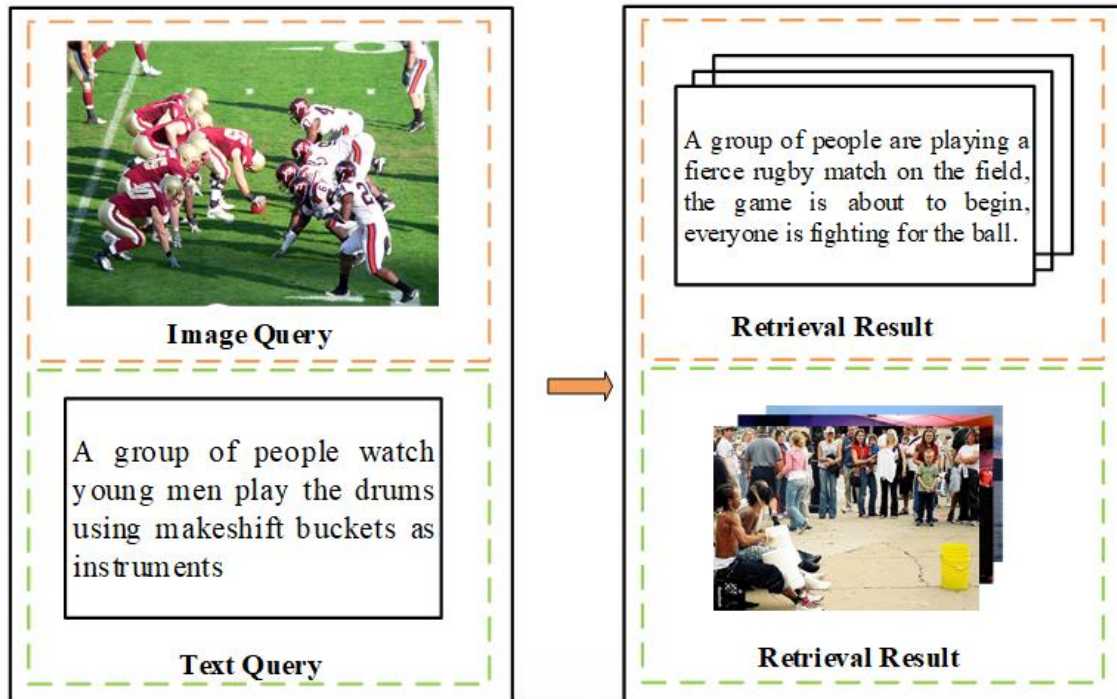 Image Query
A group of people watch
young men play the drums
using makeshift buckets as
instruments
Text Query
A group of people are playing a
fierce rugby match on the field,
the game is about to begin,
everyone is fighting for the ball.
Retrieval Result
Retrieval Result